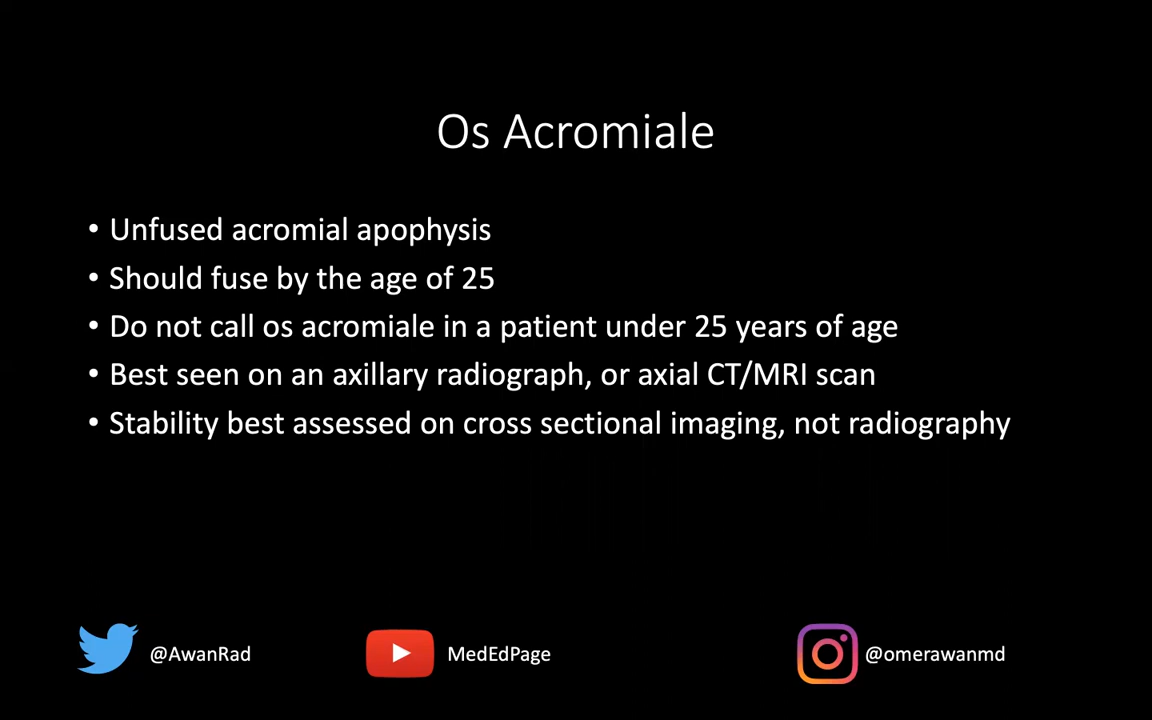 Os Acromiale
• Unfused acromial apophysis
• Should fuse by the age of 25
• Do not call os acromiale in a patient under 25 years of age
• Best seen on an axillary radiograph, or axial CT/MRI scan
• Stability best assessed on cross sectional imaging, not radiography
@AwanRad MedEdPage @omerawanmd